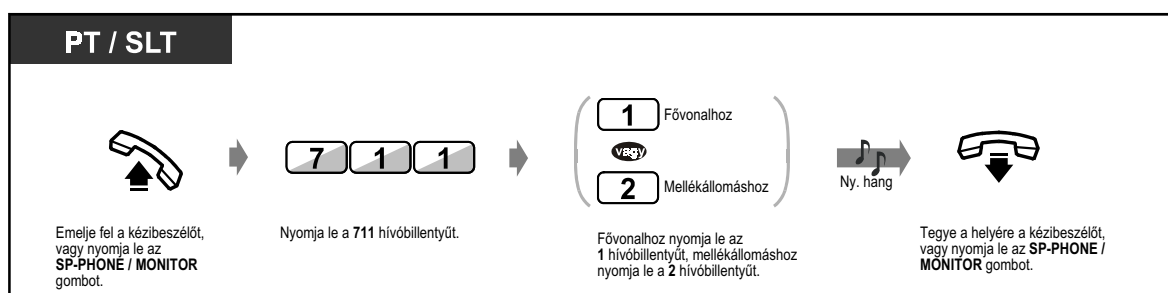 PT / SLT
7 1 1
1 Fővonalhoz
vagy
2 Mellékállomáshoz
Ny. hang
Emelje fel a kézibeszélőt,
vagy nyomja le az
SP-PHONE / MONITOR
gombot.
Nyomja le a 711 hívóbillentyűt.
Fővonalhoz nyomja le az
1 hívóbillentyűt, mellékállomáshoz
nyomja le a 2 hívóbillentyűt.
Tegye a helyére a kézibeszélőt,
vagy nyomja le az SP-PHONE /
MONITOR gombot.